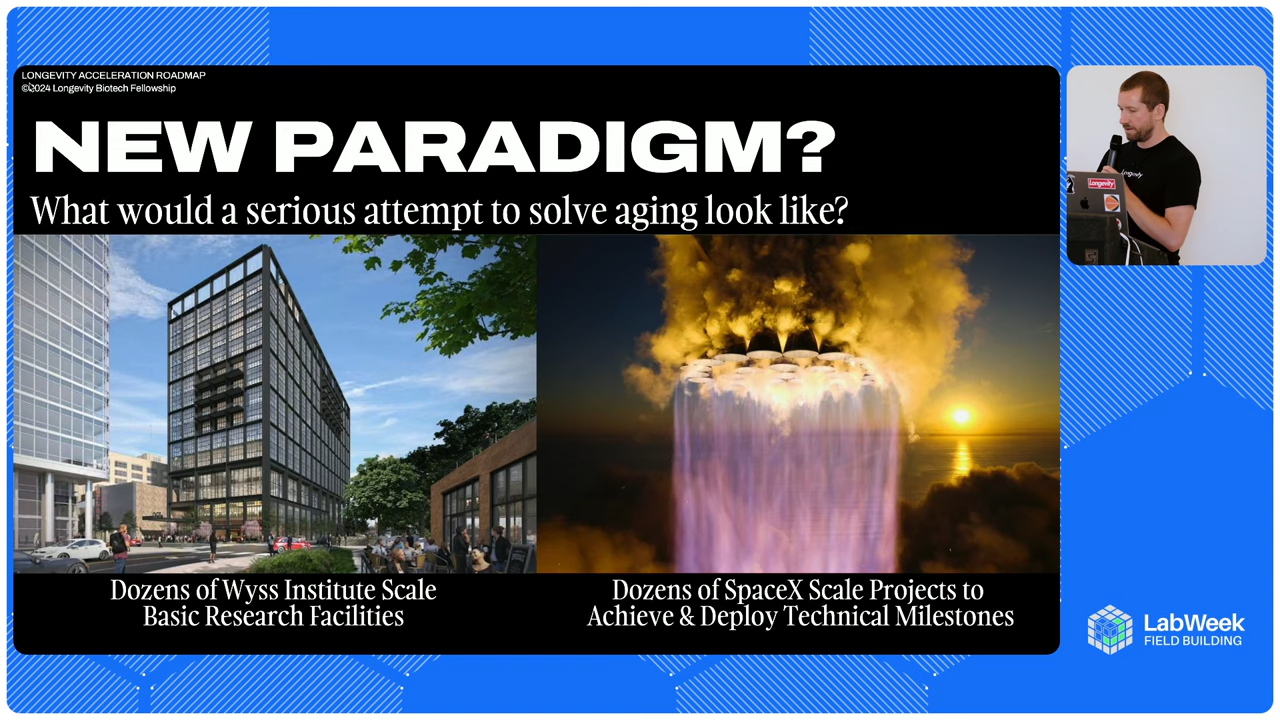 LONGEVITY ACCELERATION ROADMAP
©2024 Longevity Biotech Fellowship
NEW PARADIGM?
What would a serious attempt to solve aging look like?
Dozens of Wyss Institute Scale
Basic Research Facilities
Dozens of SpaceX Scale Projects to
Achieve & Deploy Technical Milestones
Longevity
Longevity
LabWeek
FIELD BUILDING